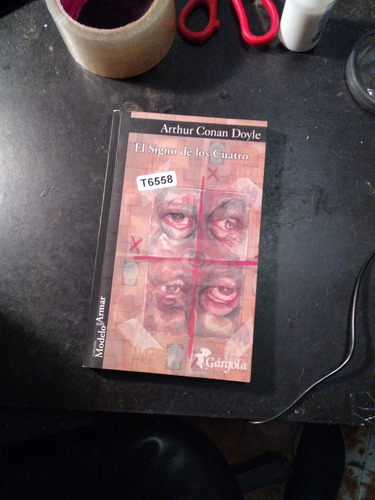 Arthur Conan Doyle
El Signo de los Cuatro
T6558
Modelo Armar
Gárgola